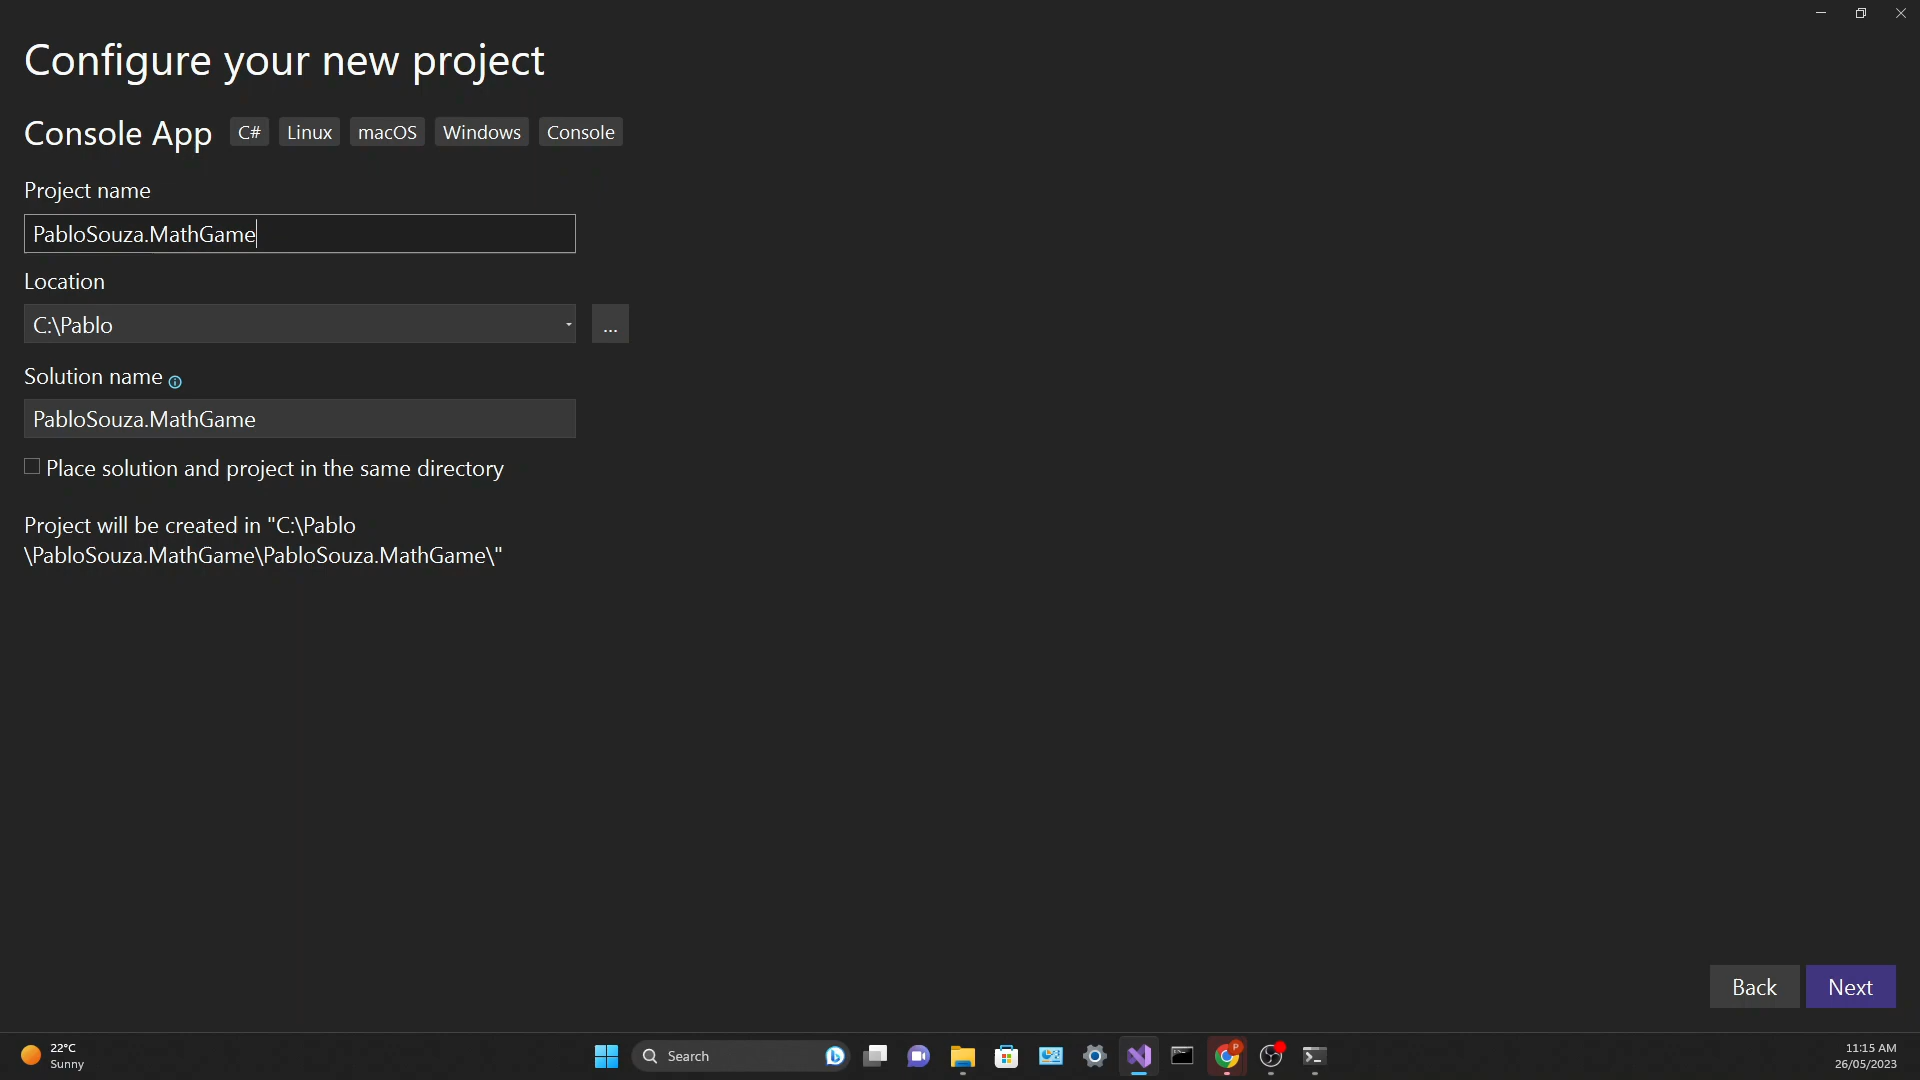 Configure your new project
Console App C# Linux macOS Windows Console
Project name
PabloSouza.MathGame
Location
C:\Pablo
...
Solution name
PabloSouza.MathGame
Place solution and project in the same directory
Project will be created in "C:\Pablo
\PabloSouza.MathGame\PabloSouza.MathGame\"
Back Next
22°C
Sunny
Search
P
11:15 AM
26/05/2023